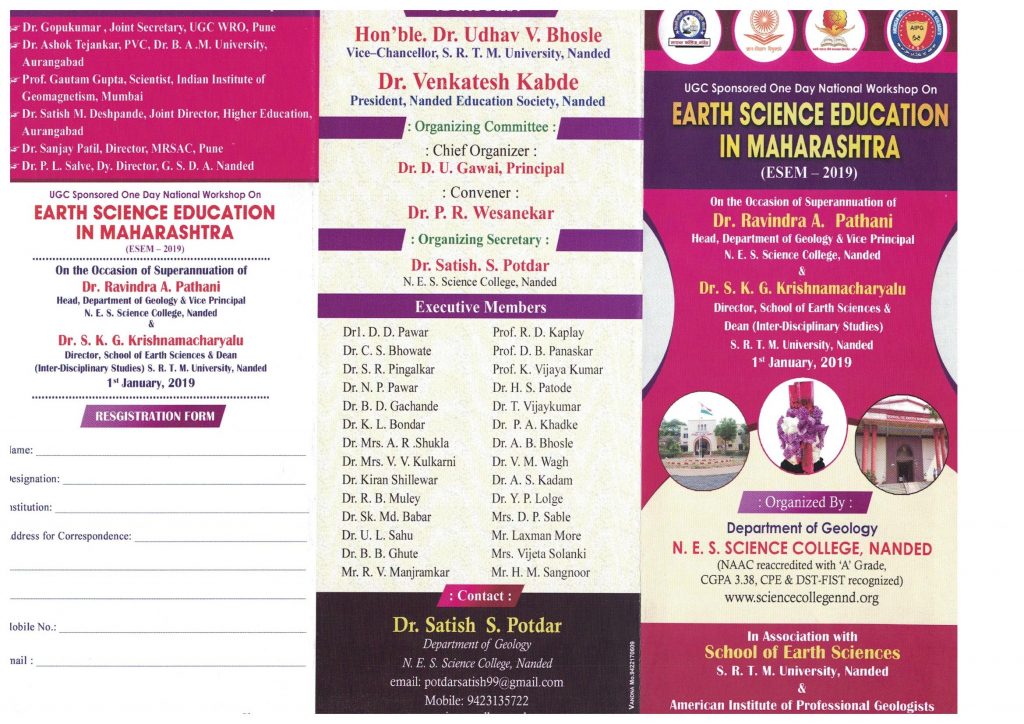 Dr. Gopukumar , Joint Secretary, UGC WRO, Pune
Dr. Ashok Tejankar, PVC, Dr. B. A .M. University,
Aurangabad
Prof. Gautam Gupta, Scientist, Indian Institute of
Geomagnetism, Mumbai
Dr. Satish M. Deshpande, Joint Director, Higher Education,
Aurangabad
Dr. Sanjay Patil, Director, MRSAC, Pune
Dr. P. L. Salve, Dy. Director, G. S. D. A. Nanded
UGC Sponsored One Day National Workshop On
EARTH SCIENCE EDUCATION
IN MAHARASHTRA
(ESEM – 2019)
On the Occasion of Superannuation of
Dr. Ravindra A. Pathani
Head, Department of Geology & Vice Principal
N. E. S. Science College, Nanded
&
Dr. S. K. G. Krishnamacharyalu
Director, School of Earth Sciences & Dean
(Inter-Disciplinary Studies) S. R. T. M. University, Nanded
1st January, 2019
RESGISTRATION FORM
ame:
esignation:
stitution:
ddress for Correspondence:
obile No.:
mail :
Hon'ble. Dr. Udhav V. Bhosle
Vice–Chancellor, S. R. T. M. University, Nanded
Dr. Venkatesh Kabde
President, Nanded Education Society, Nanded
: Organizing Committee :
: Chief Organizer :
Dr. D. U. Gawai, Principal
: Convener :
Dr. P. R. Wesanekar
: Organizing Secretary :
Dr. Satish. S. Potdar
N. E. S. Science College, Nanded
Executive Members
Dr1. D. D. Pawar
Dr. C. S. Bhowate
Dr. S. R. Pingalkar
Dr. N. P. Pawar
Dr. B. D. Gachande
Dr. K. L. Bondar
Dr. Mrs. A. R .Shukla
Dr. Mrs. V. V. Kulkarni
Dr. Kiran Shillewar
Dr. R. B. Muley
Dr. Sk. Md. Babar
Dr. U. L. Sahu
Dr. B. B. Ghute
Mr. R. V. Manjramkar
Prof. R. D. Kaplay
Prof. D. B. Panaskar
Prof. K. Vijaya Kumar
Dr. H. S. Patode
Dr. T. Vijaykumar
Dr. P. A. Khadke
Dr. A. B. Bhosle
Dr. V. M. Wagh
Dr. A. S. Kadam
Dr. Y. P. Lolge
Mrs. D. P. Sable
Mr. Laxman More
Mrs. Vijeta Solanki
Mr. H. M. Sangnoor
: Contact :
Dr. Satish S. Potdar
Department of Geology
N. E. S. Science College, Nanded
email: potdarsatish99@gmail.com
Mobile: 9423135722
VANDNA Mo.9422170609
AIPG
UGC Sponsored One Day National Workshop On
EARTH SCIENCE EDUCATION
IN MAHARASHTRA
(ESEM – 2019)
On the Occasion of Superannuation of
Dr. Ravindra A. Pathani
Head, Department of Geology & Vice Principal
N. E. S. Science College, Nanded
&
Dr. S. K. G. Krishnamacharyalu
Director, School of Earth Sciences &
Dean (Inter-Disciplinary Studies)
S. R. T. M. University, Nanded
1st January, 2019
: Organized By :
Department of Geology
N. E. S. SCIENCE COLLEGE, NANDED
(NAAC reaccredited with 'A' Grade,
CGPA 3.38, CPE & DST-FIST recognized)
www.sciencecollegennd.org
In Association with
School of Earth Sciences
S. R. T. M. University, Nanded
&
American Institute of Professional Geologists